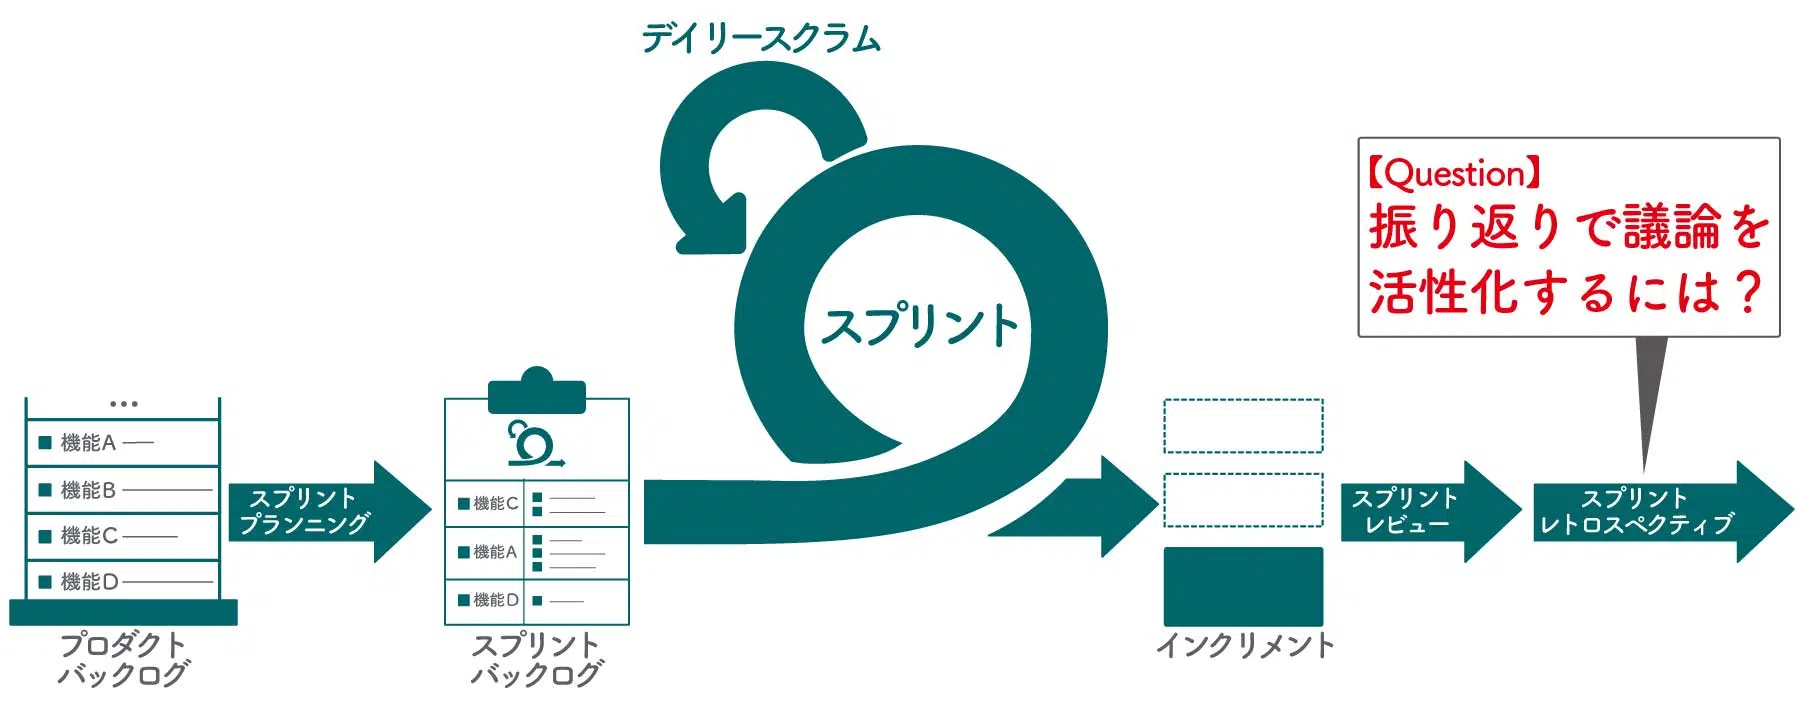 デイリースクラム
【Question】
振り返りで議論を
活性化するには？
スプリント
…
機能A
機能B
機能C
機能D
プロダクト
バックログ
スプリント
プランニング
機能C
機能A
機能D
スプリント
バックログ
インクリメント
スプリント
レビュー
スプリント
レトロスペクティブ